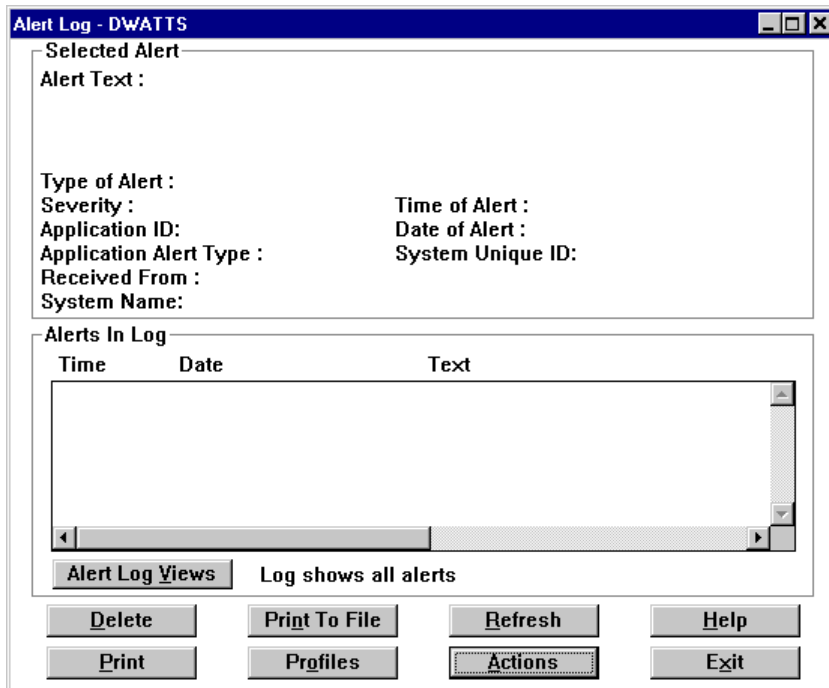 Alert Log - DWATTS
Selected Alert
Alert Text :
Type of Alert :
Severity : Time of Alert :
Application ID: Date of Alert :
Application Alert Type : System Unique ID:
Received From :
System Name:
Alerts In Log
Time Date Text
Alert Log Views Log shows all alerts
Delete Print To File Refresh Help
Print Profiles Actions Exit